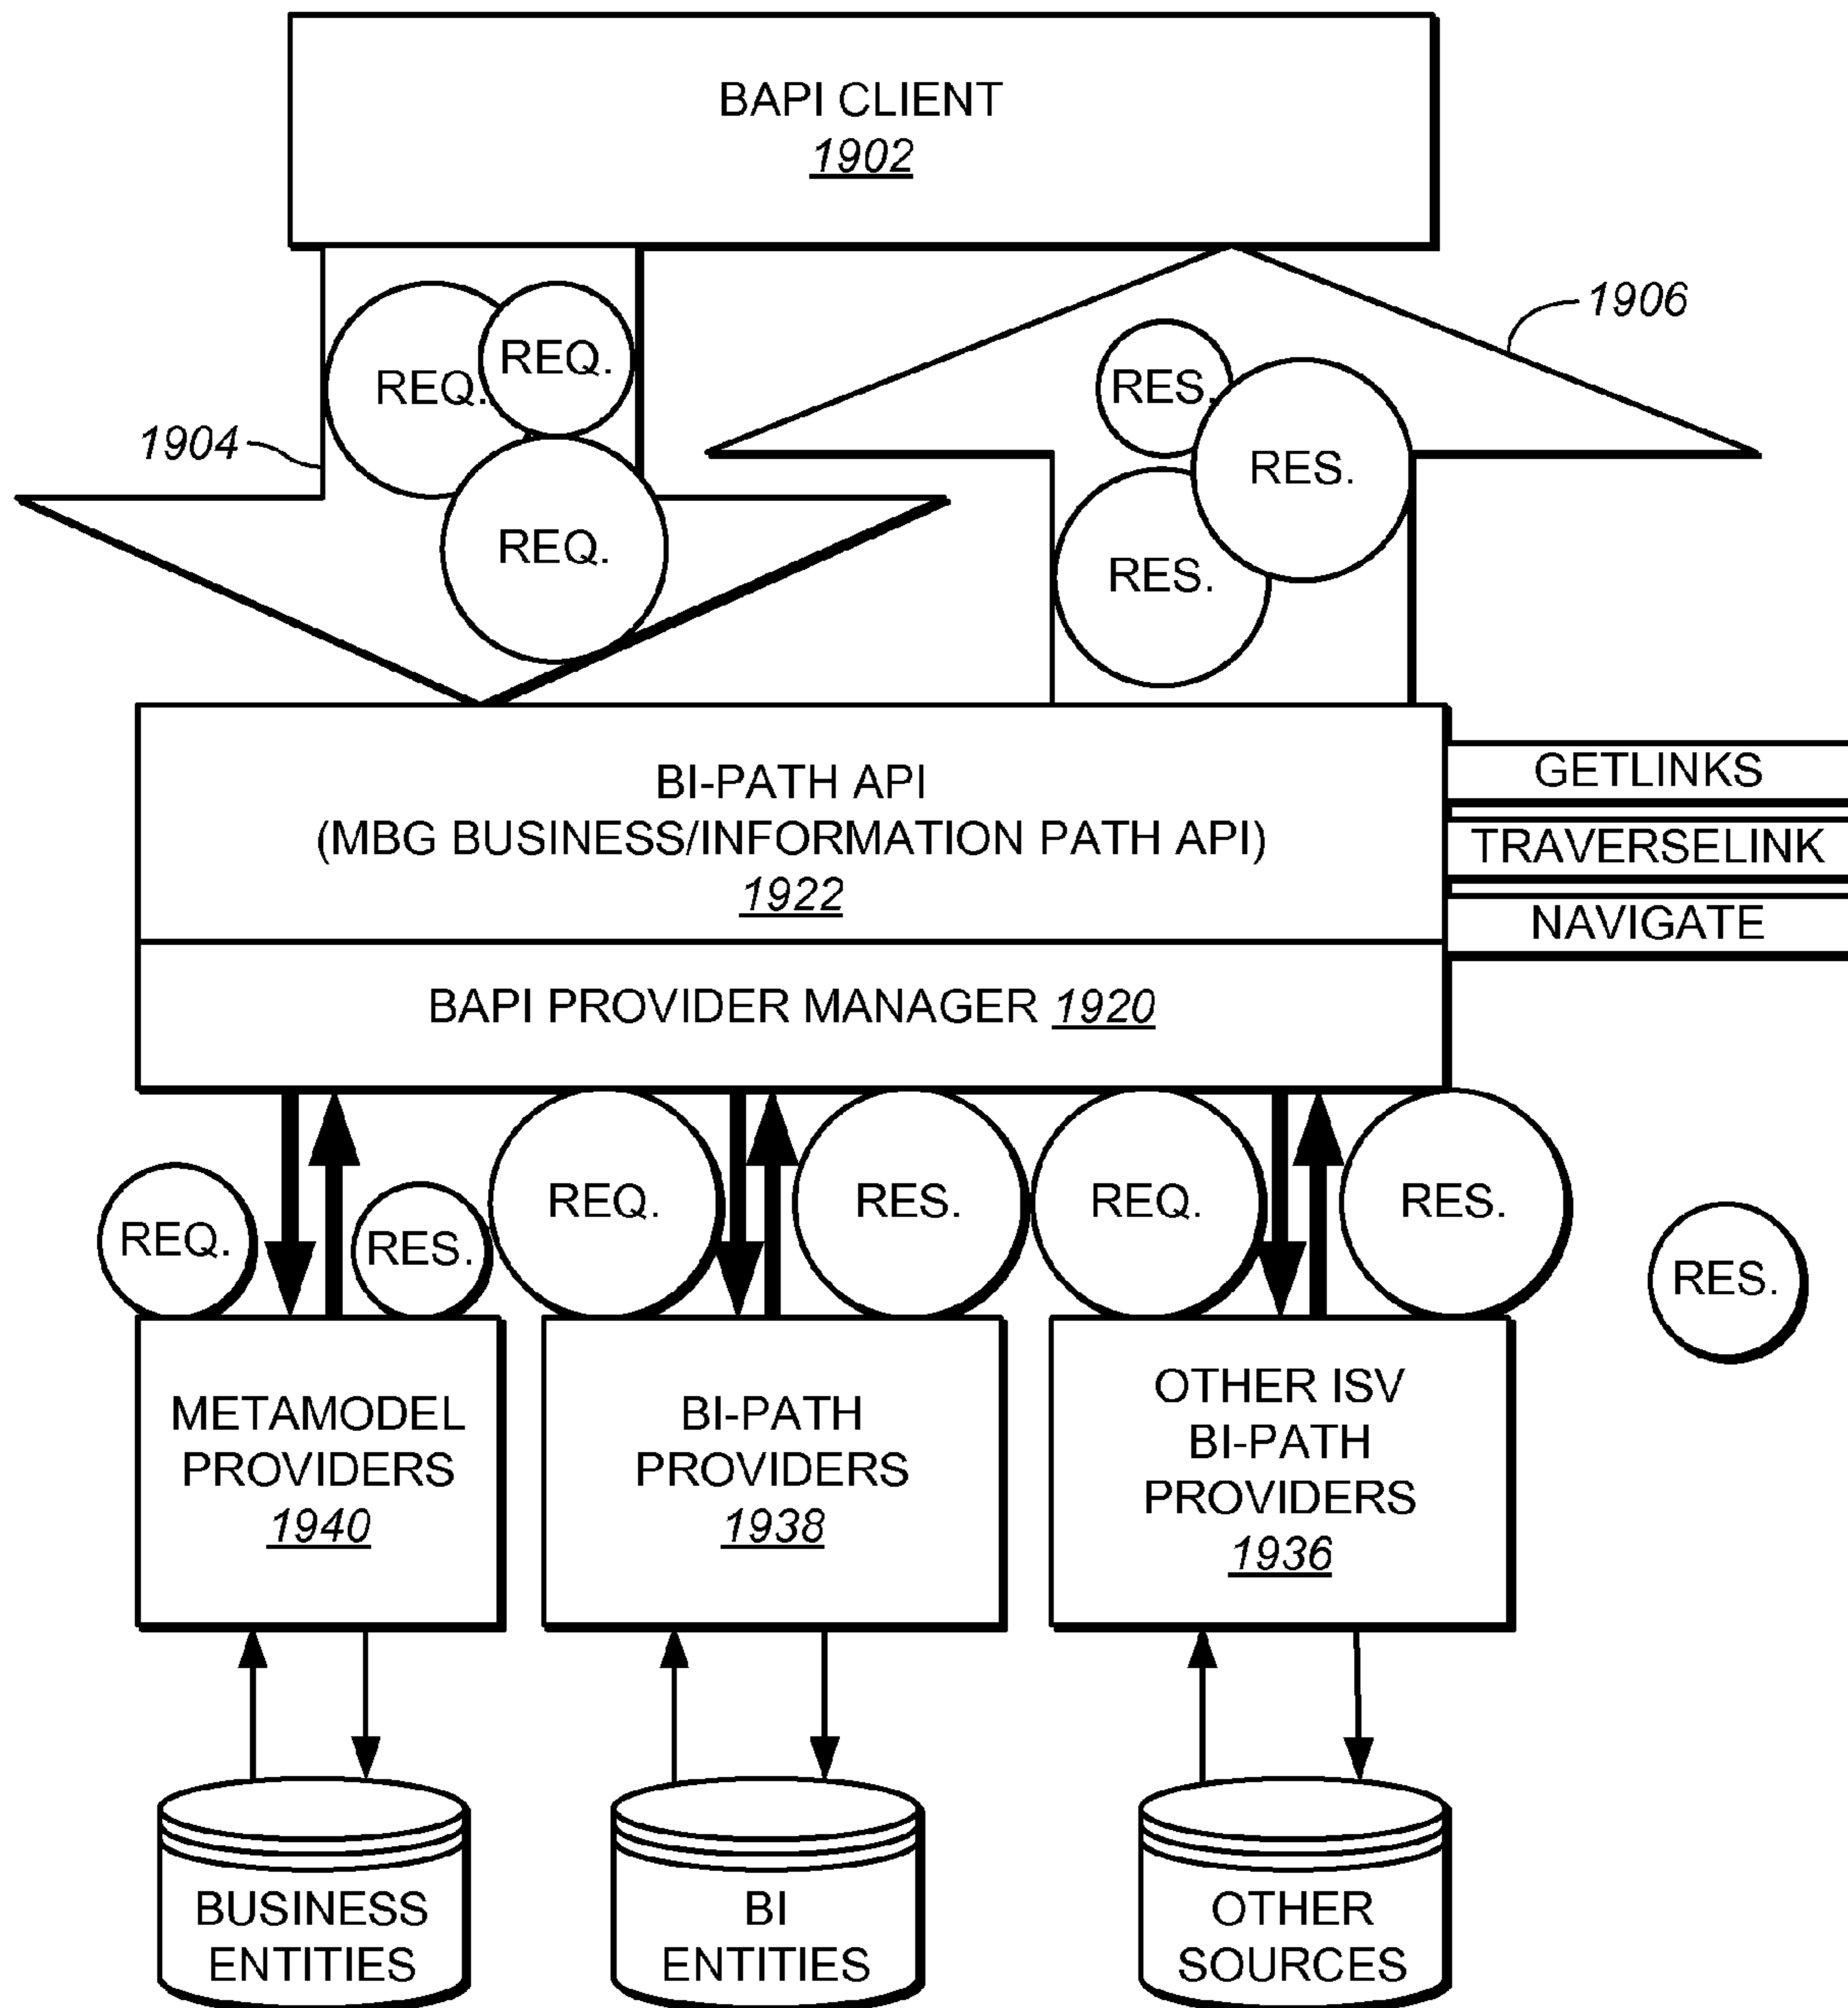 BAPI CLIENT
1902
1906
REQ.
REQ.
RES.
1904
RES.
REQ.
RES.
BI-PATH API
(MBG BUSINESS/INFORMATION PATH API)
1922
GETLINKS
TRAVERSELINK
NAVIGATE
BAPI PROVIDER MANAGER 1920
REQ.
RES.
REQ.
RES.
REQ.
RES.
RES.
METAMODEL
PROVIDERS
1940
BI-PATH
PROVIDERS
1938
OTHER ISV
BI-PATH
PROVIDERS
1936
BUSINESS
ENTITIES
BI
ENTITIES
OTHER
SOURCES